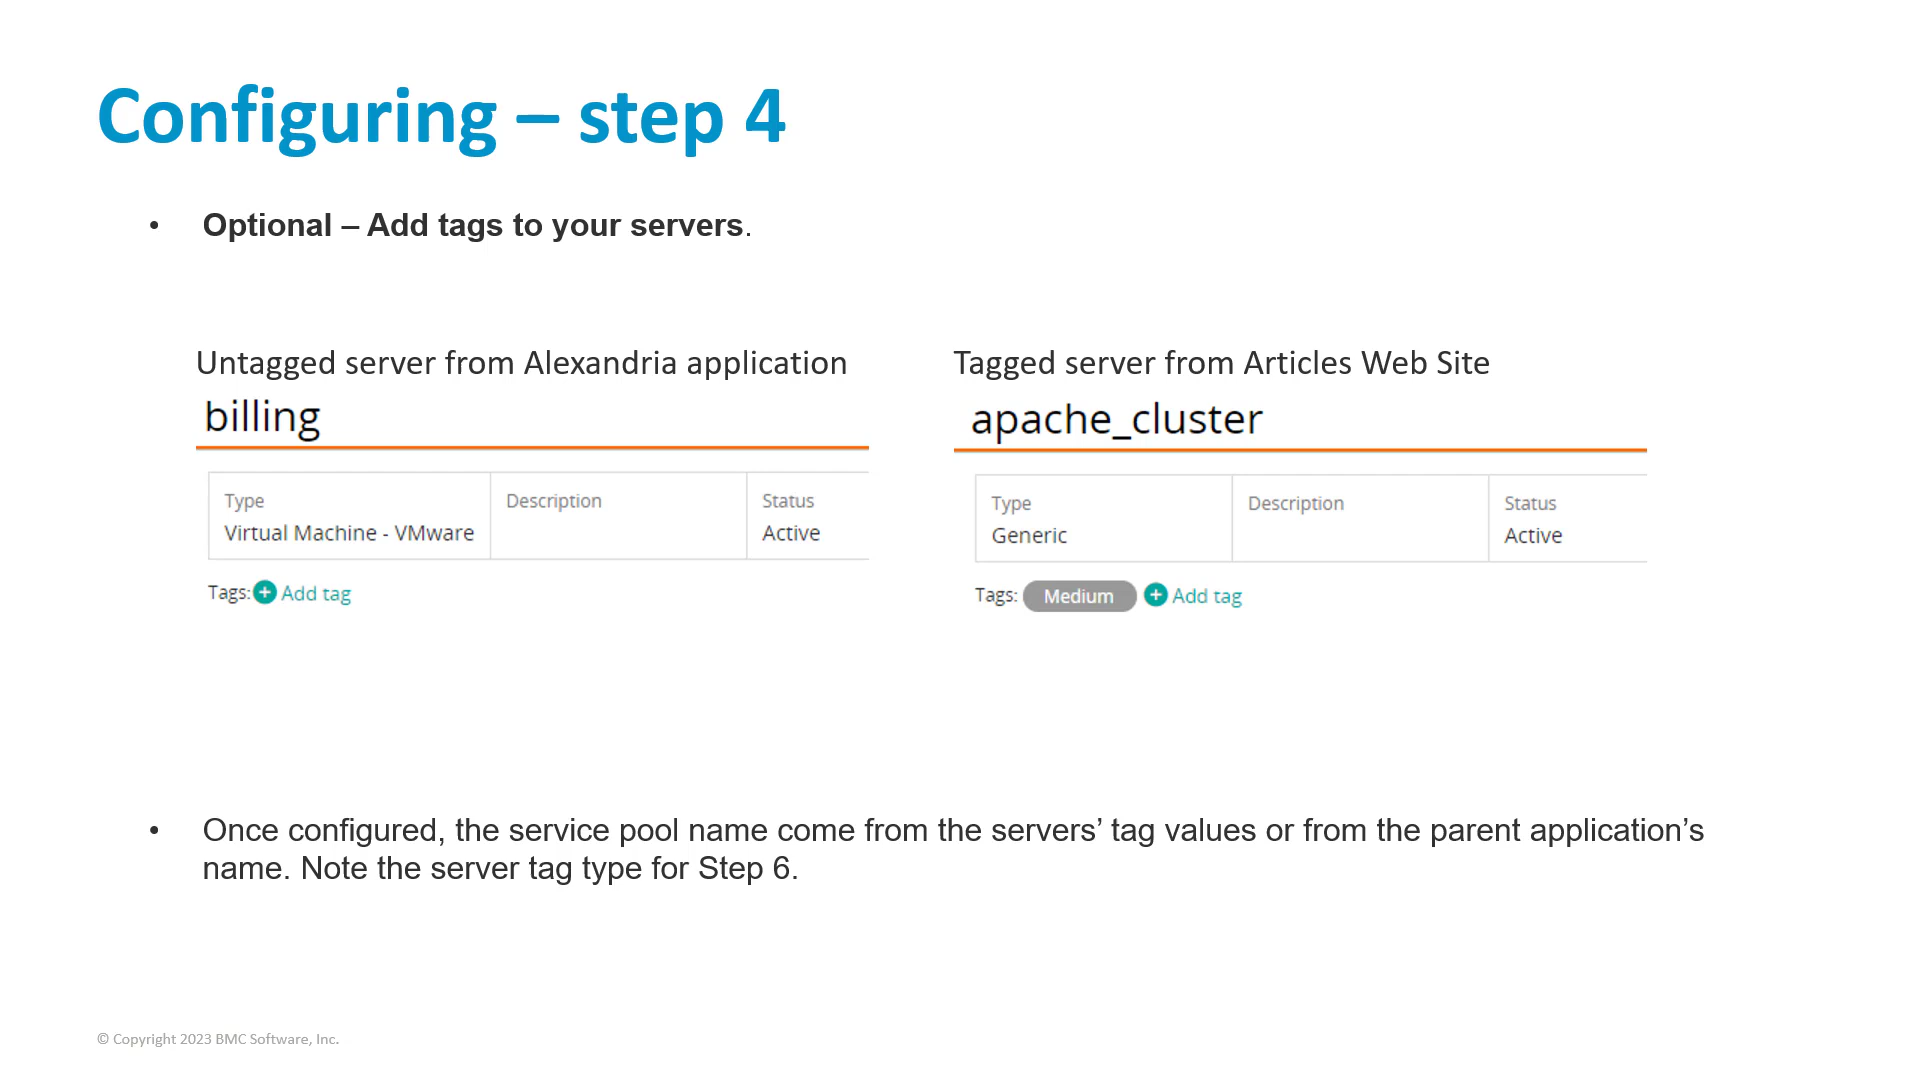 Configuring – step 4
• Optional – Add tags to your servers.
Untagged server from Alexandria application
billing
Type
Description
Status
Virtual Machine - VMware
Active
Tags: + Add tag
Tagged server from Articles Web Site
apache_cluster
Type
Description
Status
Generic
Active
Tags: Medium + Add tag
• Once configured, the service pool name come from the servers’ tag values or from the parent application’s
name. Note the server tag type for Step 6.
© Copyright 2023 BMC Software, Inc.